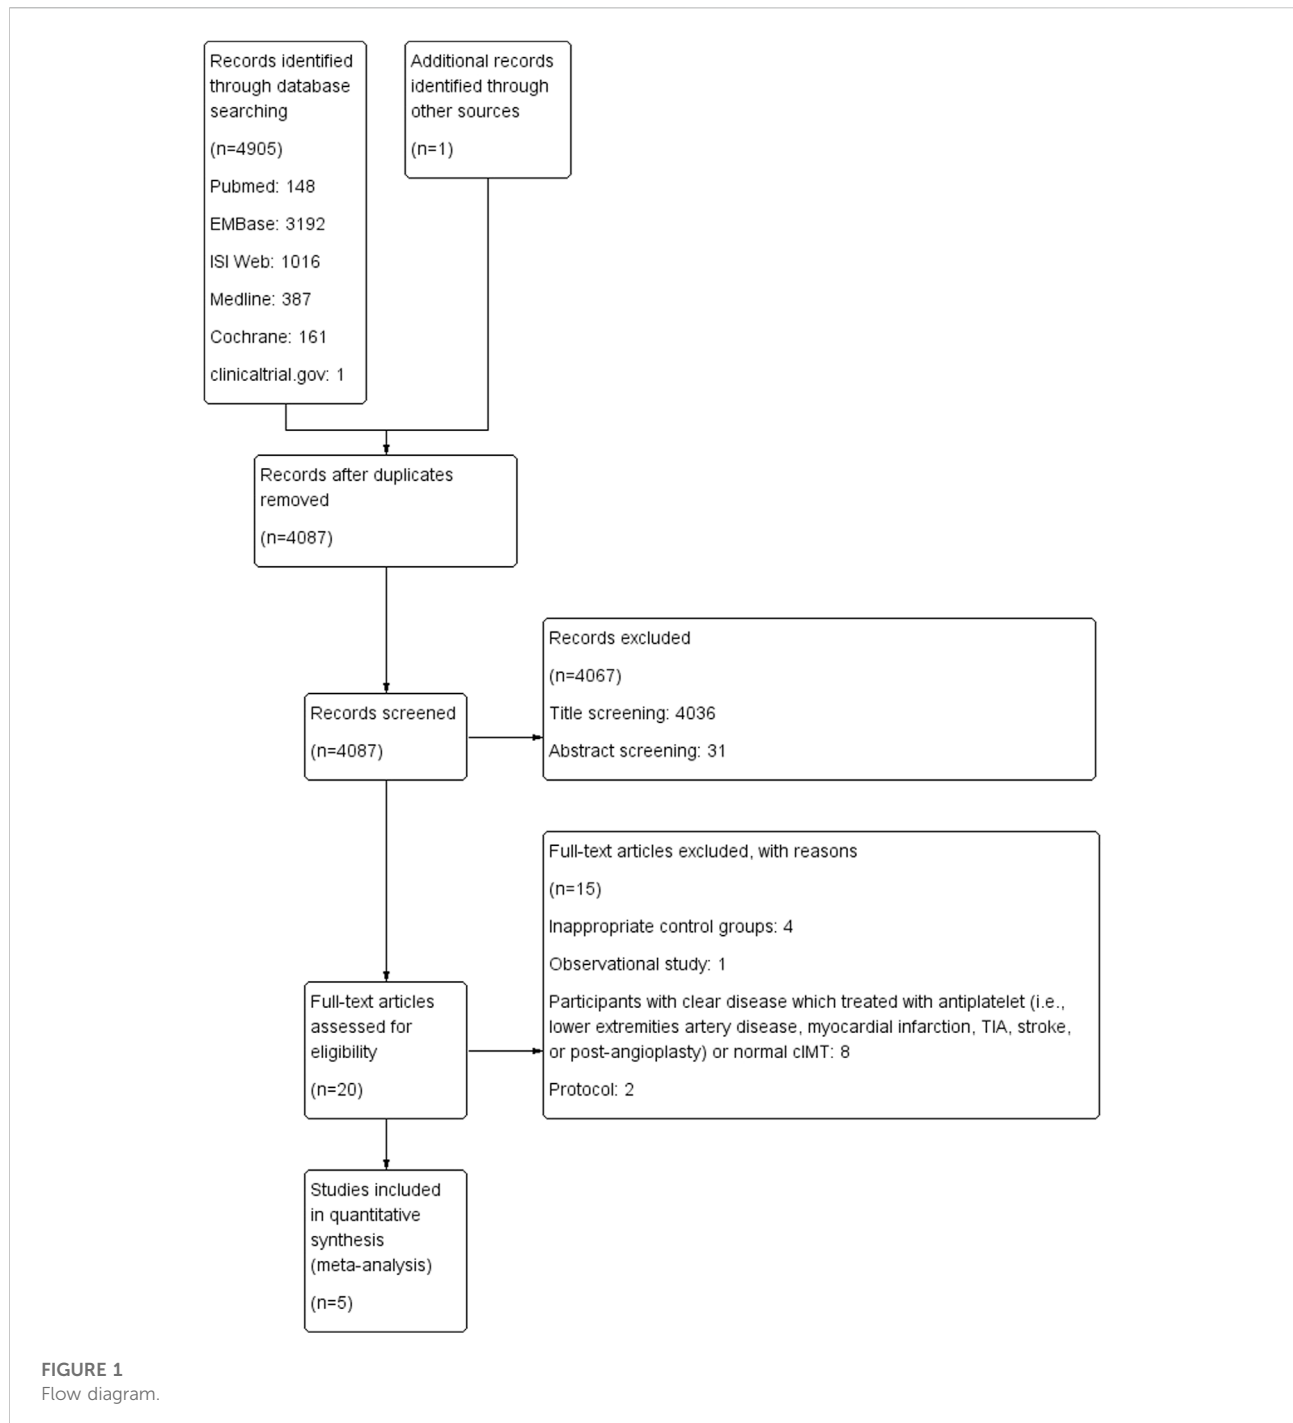 Records identified
through database
searching
(n=4905)
Pubmed: 148
EMBase: 3192
ISI Web: 1016
Medline: 387
Cochrane: 161
clinicaltrial.gov: 1
Additional records
identified through
other sources
(n=1)
Records after duplicates
removed
(n=4087)
Records screened
(n=4087)
Records excluded
(n=4067)
Title screening: 4036
Abstract screening: 31
Full-text articles
assessed for
eligibility
(n=20)
Full-text articles excluded, with reasons
(n=15)
Inappropriate control groups: 4
Observational study: 1
Participants with clear disease which treated with antiplatelet (i.e.,
lower extremities artery disease, myocardial infarction, TIA, stroke,
or post-angioplasty) or normal cIMT: 8
Protocol: 2
Studies included
in quantitative
synthesis
(meta-analysis)
(n=5)
FIGURE 1
Flow diagram.